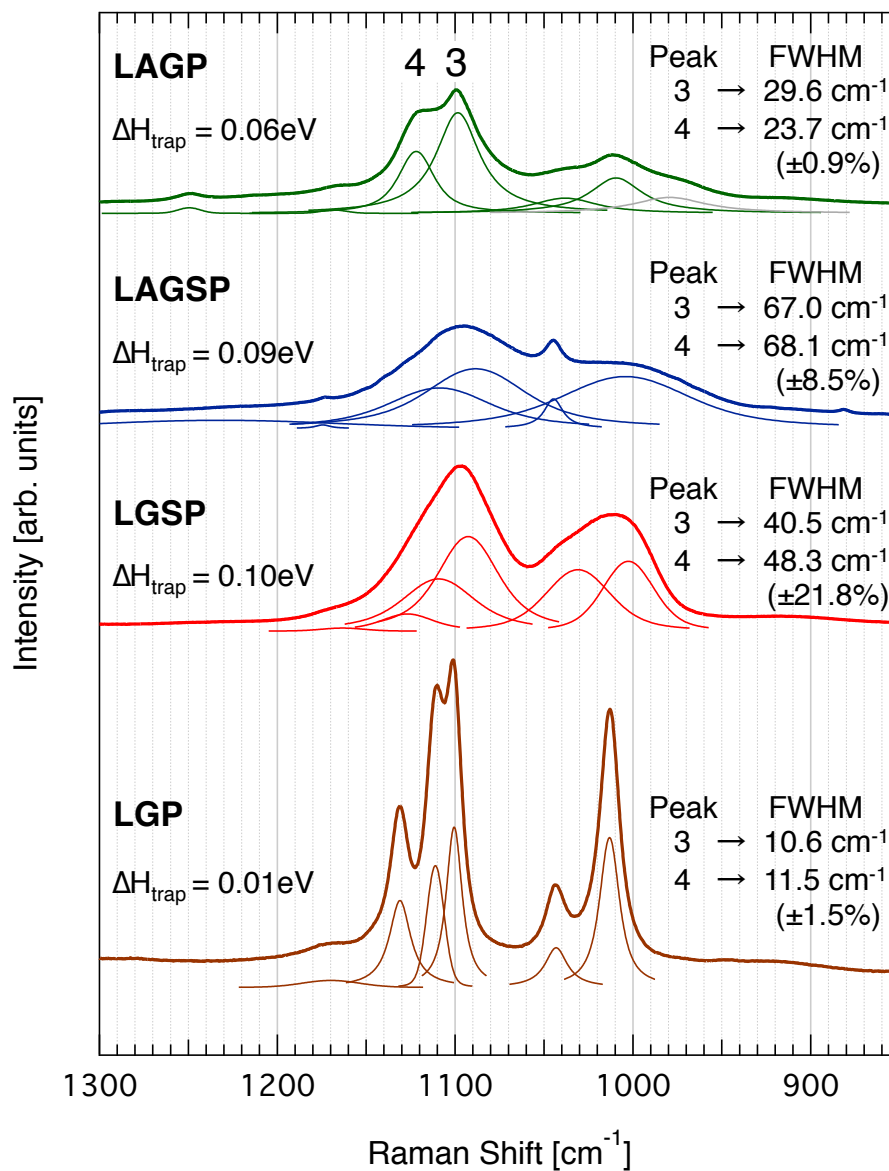 LAGP
4 3
ΔH_trap = 0.06eV
Peak FWHM
3 → 29.6 cm⁻¹
4 → 23.7 cm⁻¹
(±0.9%)
LAGSP
ΔH_trap = 0.09eV
Peak FWHM
3 → 67.0 cm⁻¹
4 → 68.1 cm⁻¹
(±8.5%)
LGSP
ΔH_trap = 0.10eV
Peak FWHM
3 → 40.5 cm⁻¹
4 → 48.3 cm⁻¹
(±21.8%)
LGP
ΔH_trap = 0.01eV
Peak FWHM
3 → 10.6 cm⁻¹
4 → 11.5 cm⁻¹
(±1.5%)
Intensity [arb. units]
1300 1200 1100 1000 900
Raman Shift [cm⁻¹]